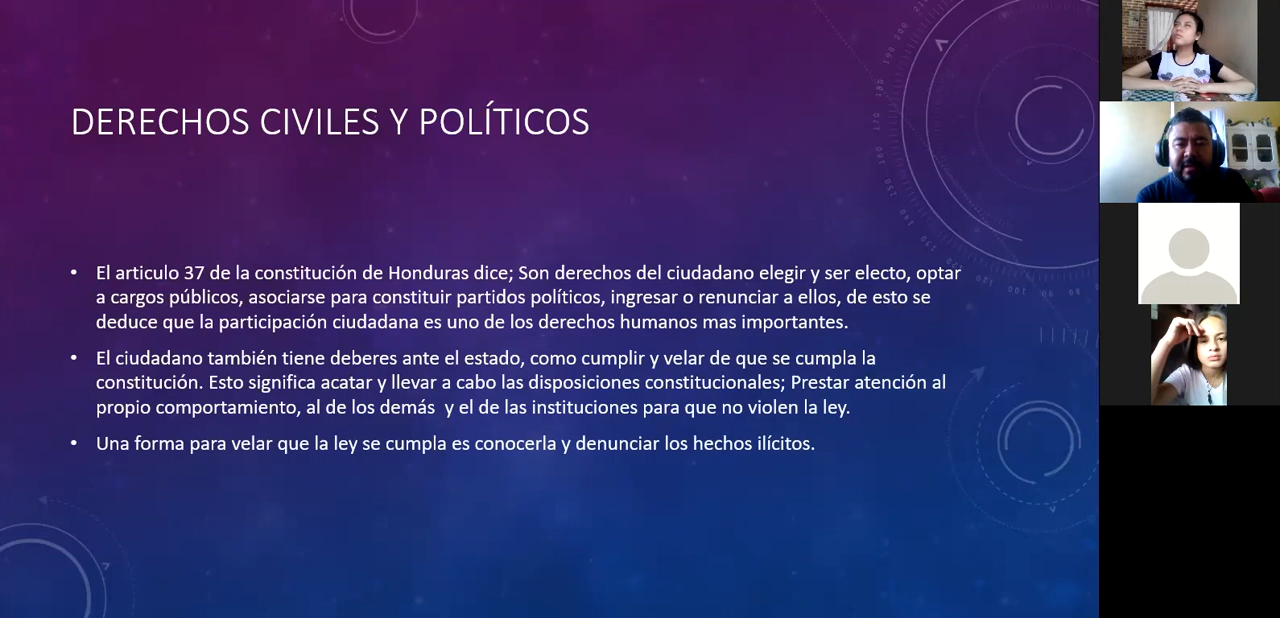 DERECHOS CIVILES Y POLÍTICOS
• El articulo 37 de la constitución de Honduras dice; Son derechos del ciudadano elegir y ser electo, optar
a cargos públicos, asociarse para constituir partidos políticos, ingresar o renunciar a ellos, de esto se
deduce que la participación ciudadana es uno de los derechos humanos mas importantes.
• El ciudadano también tiene deberes ante el estado, como cumplir y velar de que se cumpla la
constitución. Esto significa acatar y llevar a cabo las disposiciones constitucionales; Prestar atención al
propio comportamiento, al de los demás y el de las instituciones para que no violen la ley.
• Una forma para velar que la ley se cumpla es conocerla y denunciar los hechos ilícitos.